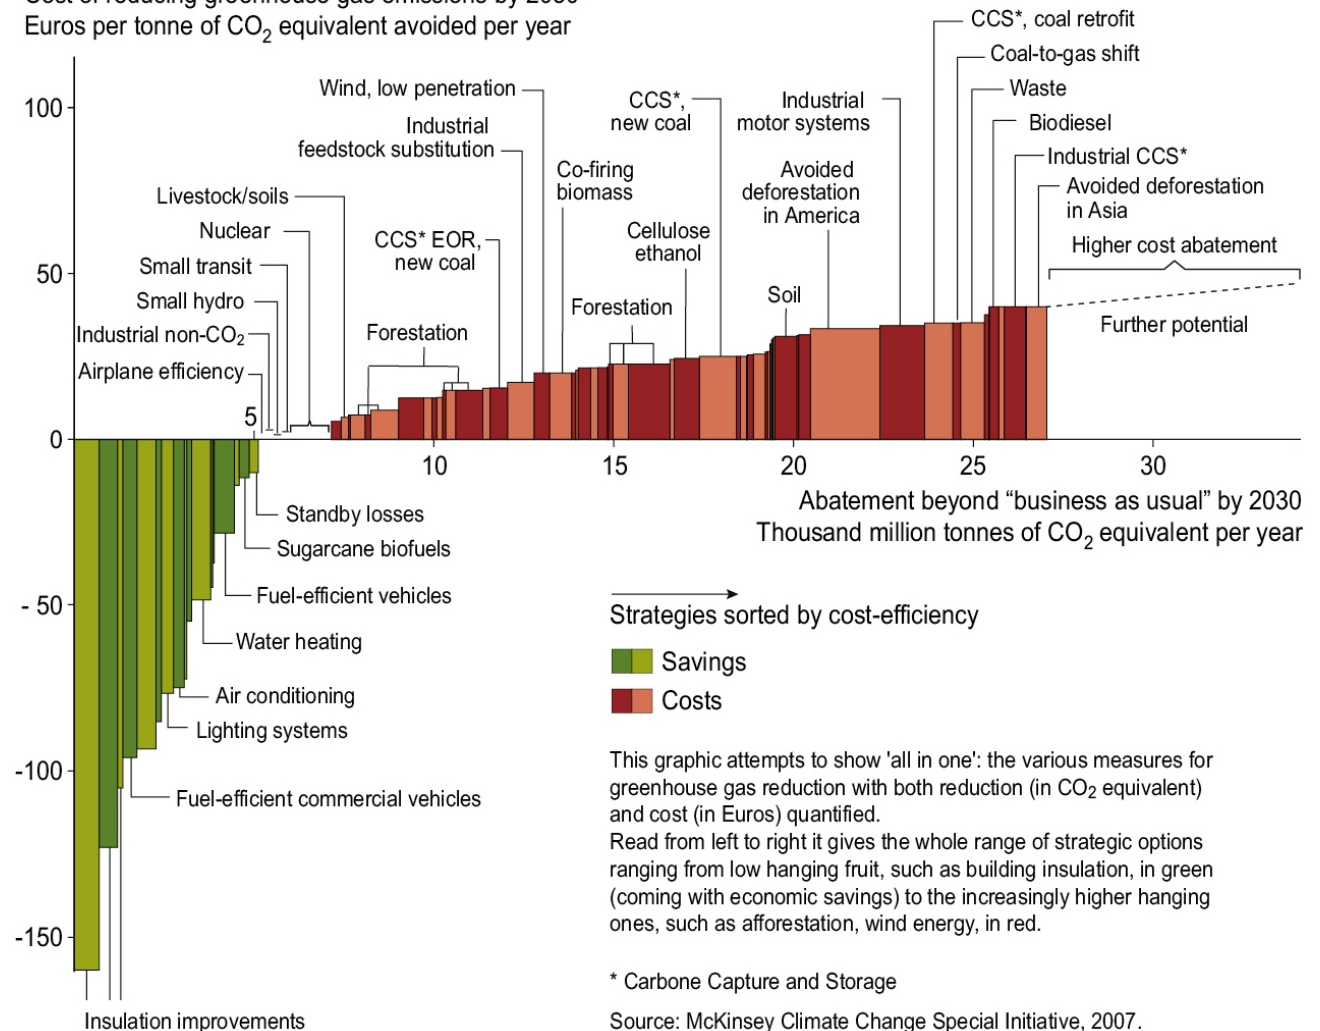 Cost of reducing greenhouse gas emissions by 2030
Euros per tonne of CO2 equivalent avoided per year
CCS*, coal retrofit
Coal-to-gas shift
Waste
Biodiesel
Industrial CCS*
Avoided deforestation
in Asia
Higher cost abatement
Further potential
Wind, low penetration
Industrial
feedstock substitution
CCS*,
new coal
Industrial
motor systems
Co-firing
biomass
Avoided
deforestation
in America
Livestock/soils
Nuclear
CCS* EOR,
new coal
Cellulose
ethanol
Small transit
Small hydro
Soil
Forestation
Forestation
Industrial non-CO2
Airplane efficiency
100
50
0
- 50
-100
-150
5
10
15
20
25
30
Abatement beyond “business as usual” by 2030
Thousand million tonnes of CO2 equivalent per year
Standby losses
Sugarcane biofuels
Fuel-efficient vehicles
Water heating
Air conditioning
Lighting systems
Fuel-efficient commercial vehicles
Insulation improvements
Strategies sorted by cost-efficiency
Savings
Costs
This graphic attempts to show 'all in one': the various measures for
greenhouse gas reduction with both reduction (in CO2 equivalent)
and cost (in Euros) quantified.
Read from left to right it gives the whole range of strategic options
ranging from low hanging fruit, such as building insulation, in green
(coming with economic savings) to the increasingly higher hanging
ones, such as afforestation, wind energy, in red.
* Carbone Capture and Storage
Source: McKinsey Climate Change Special Initiative, 2007.